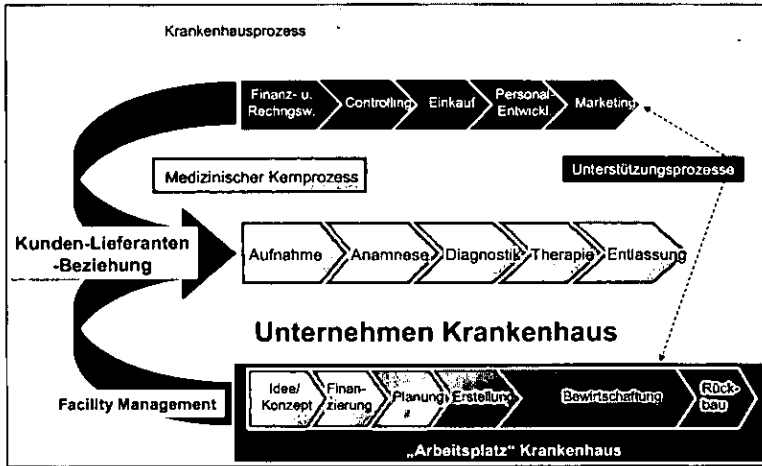 Krankenhausprozess
Finanz- u.
Rechngsw.
Controlling
Einkauf
Personal-
Entwickl.
Marketing
Medizinischer Kernprozess
Unterstützungsprozesse
Kunden-Lieferanten
-Beziehung
Aufnahme
Anamnese
Diagnostik
Therapie
Entlassung
Unternehmen Krankenhaus
Facility Management
Idee/
Konzept
Finan-
zierung
Planung
Erstellung
Bewirtschaftung
Rück-
bau
„Arbeitsplatz“ Krankenhaus